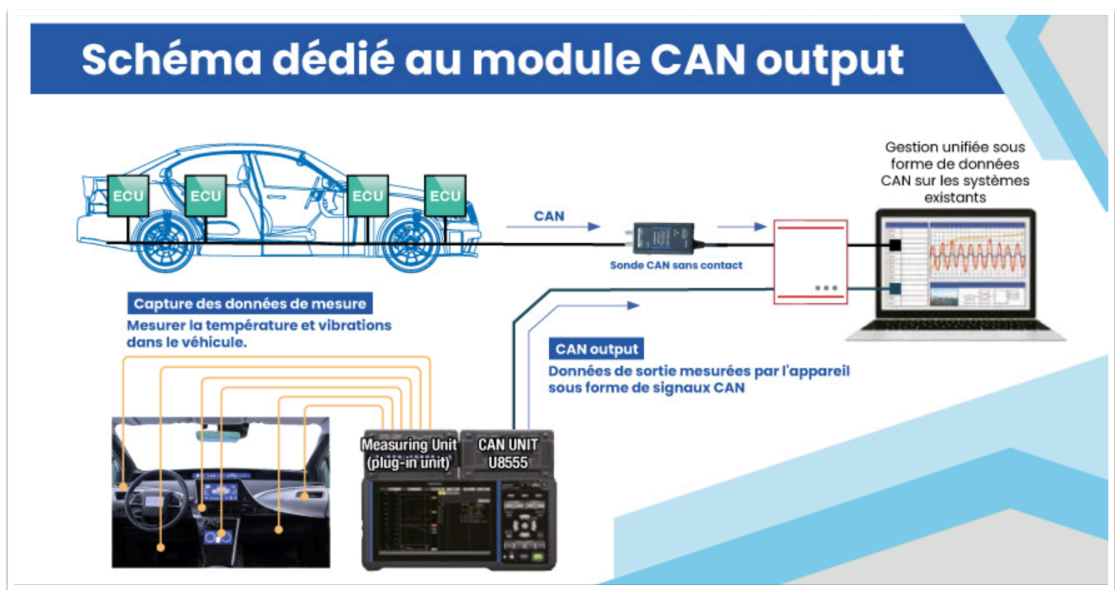 Schéma dédié au module CAN output
Gestion unifiée sous
forme de données
CAN sur les systèmes
existants
ECU
ECU
ECU
ECU
CAN
Sonde CAN sans contact
Capture des données de mesure
Mesurer la température et vibrations
dans le véhicule.
CAN output
Données de sortie mesurées par l'appareil
sous forme de signaux CAN
Measuring Unit
(plug-in unit)
CAN UNIT
U8555